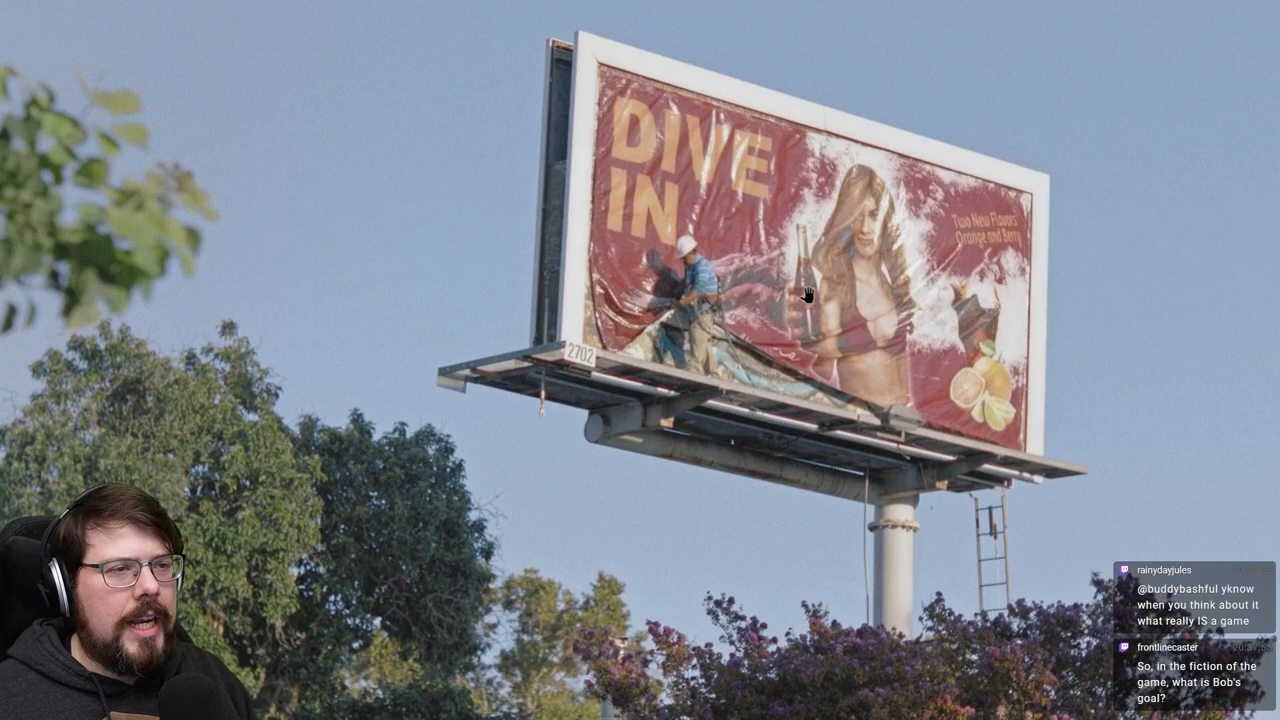 DIVE
IN
Two New Flavors
Orange and Berry
2702
rainydayjules
@buddybashful yknow
when you think about it
what really IS a game
frontlinecaster
So, in the fiction of the
game, what is Bob's
goal?